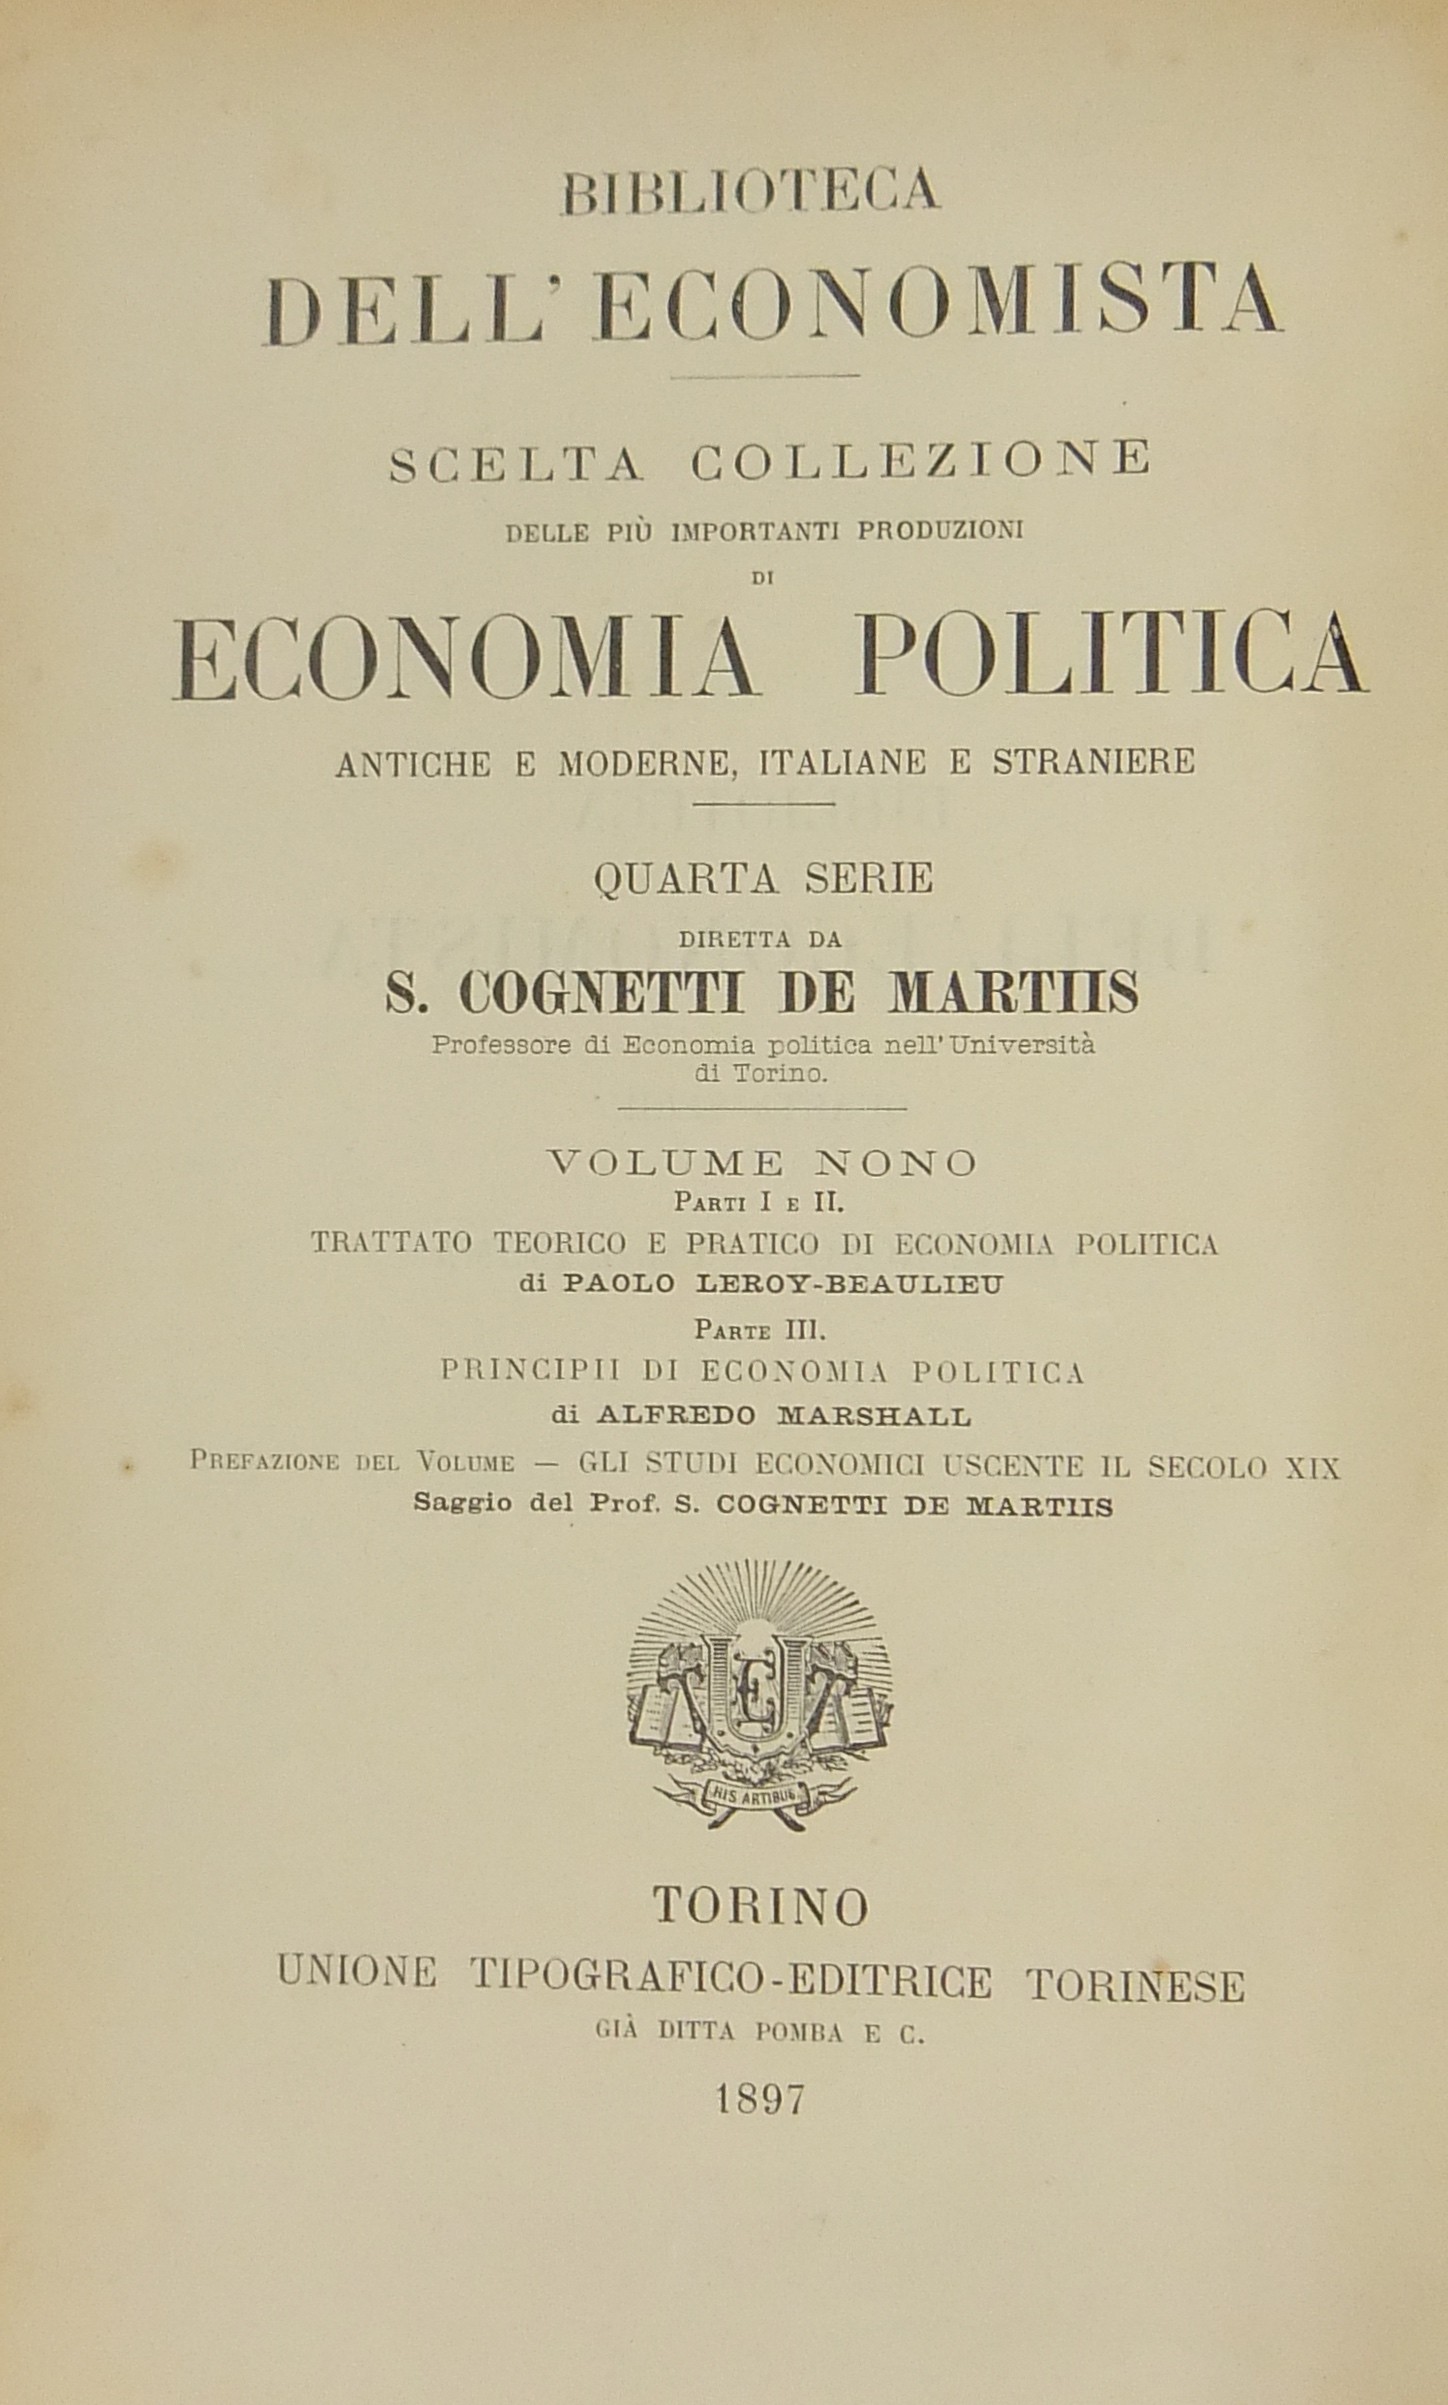 BIBLIOTECA
DELL'ECONOMISTA
SCELTA COLLEZIONE
DELLE PIÙ IMPORTANTI PRODUZIONI
DI
ECONOMIA POLITICA
ANTICHE E MODERNE, ITALIANE E STRANIERE
QUARTA SERIE
DIRETTA DA
S. COGNETTI DE MARTIIS
Professore di Economia politica nell'Università
di Torino.
VOLUME NONO
PARTI I E II.
TRATTATO TEORICO E PRATICO DI ECONOMIA POLITICA
di PAOLO LEROY-BEAULIEU
PARTE III.
PRINCIPII DI ECONOMIA POLITICA
di ALFREDO MARSHALL
PREFAZIONE DEL VOLUME — GLI STUDI ECONOMICI USCENTE IL SECOLO XIX
Saggio del Prof. S. COGNETTI DE MARTIIS
UTE
HIS ARTIBUS
TORINO
UNIONE TIPOGRAFICO-EDITRICE TORINESE
GIÀ DITTA POMBA E C.
1897